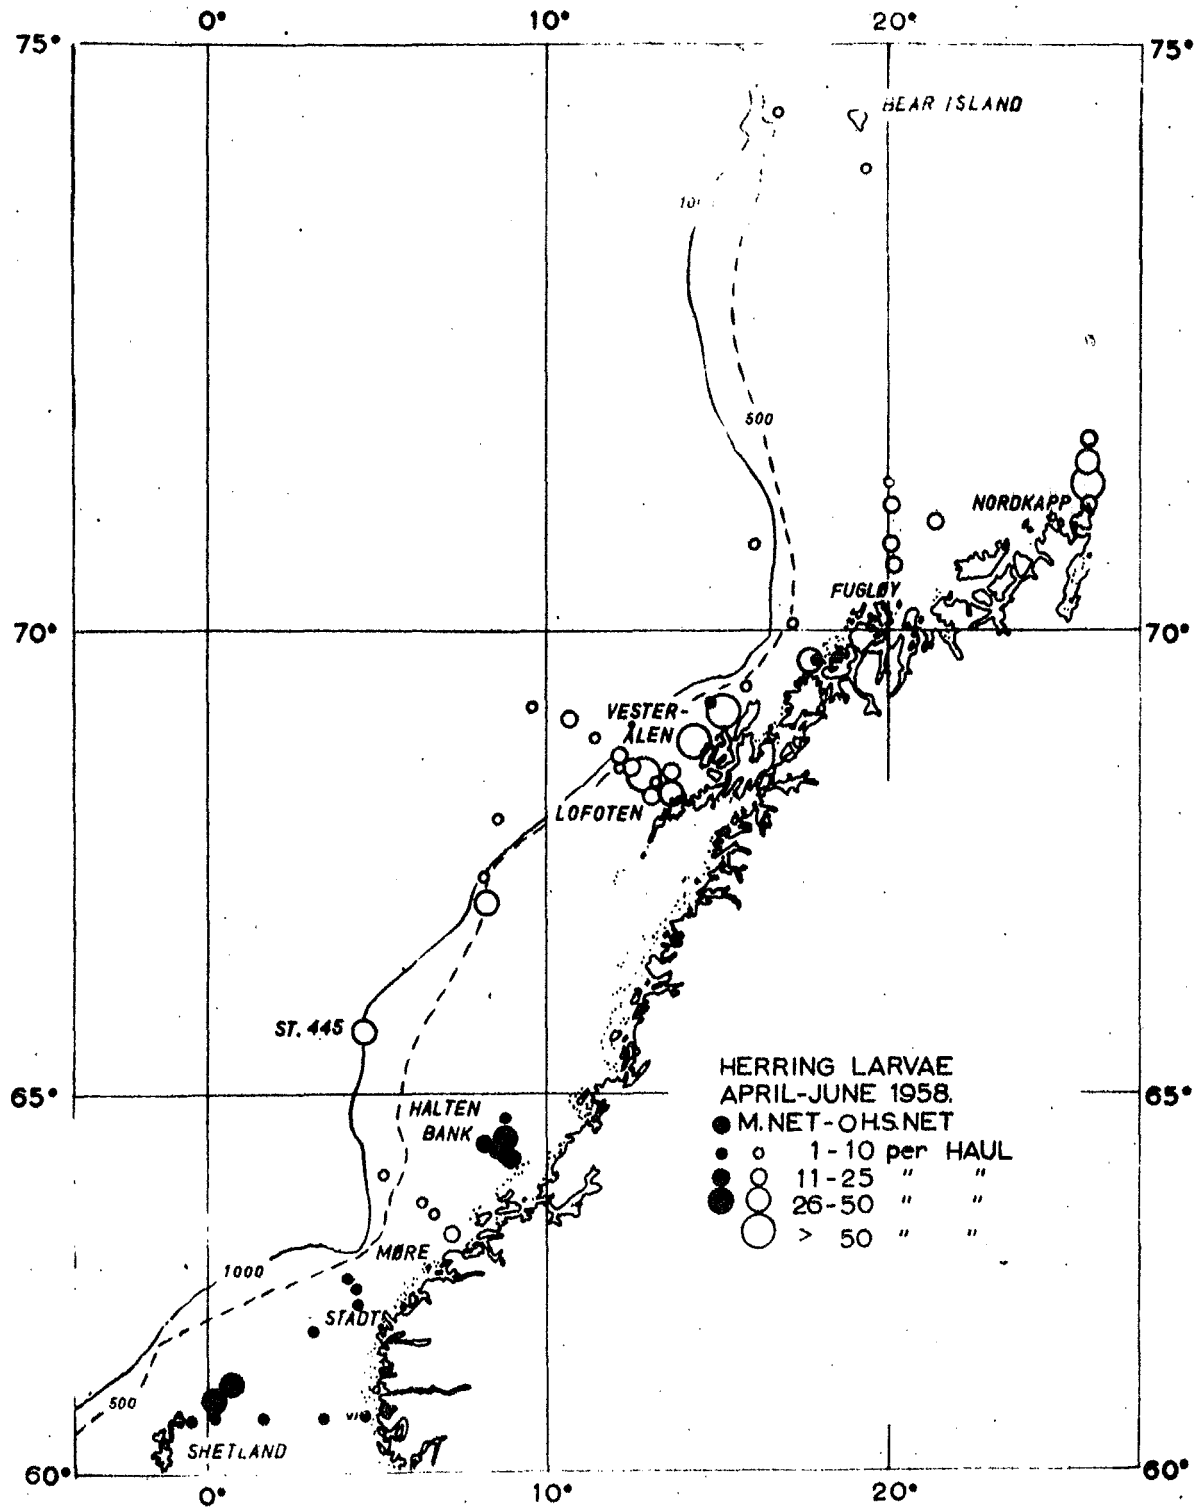 0° 10° 20°
75° 75°
BEAR ISLAND
500
NORDKAPP
FUGLØY
70° 70°
VESTER-
ÅLEN
LOFOTEN
ST. 445
HERRING LARVAE
APRIL-JUNE 1958.
M.NET-O H.S.NET
1-10 per HAUL
11-25 " "
26-50 " "
> 50 " "
65° 65°
HALTEN
BANK
MØRE
1000
STADT
500
SHETLAND
60° 60°
0° 10° 20°